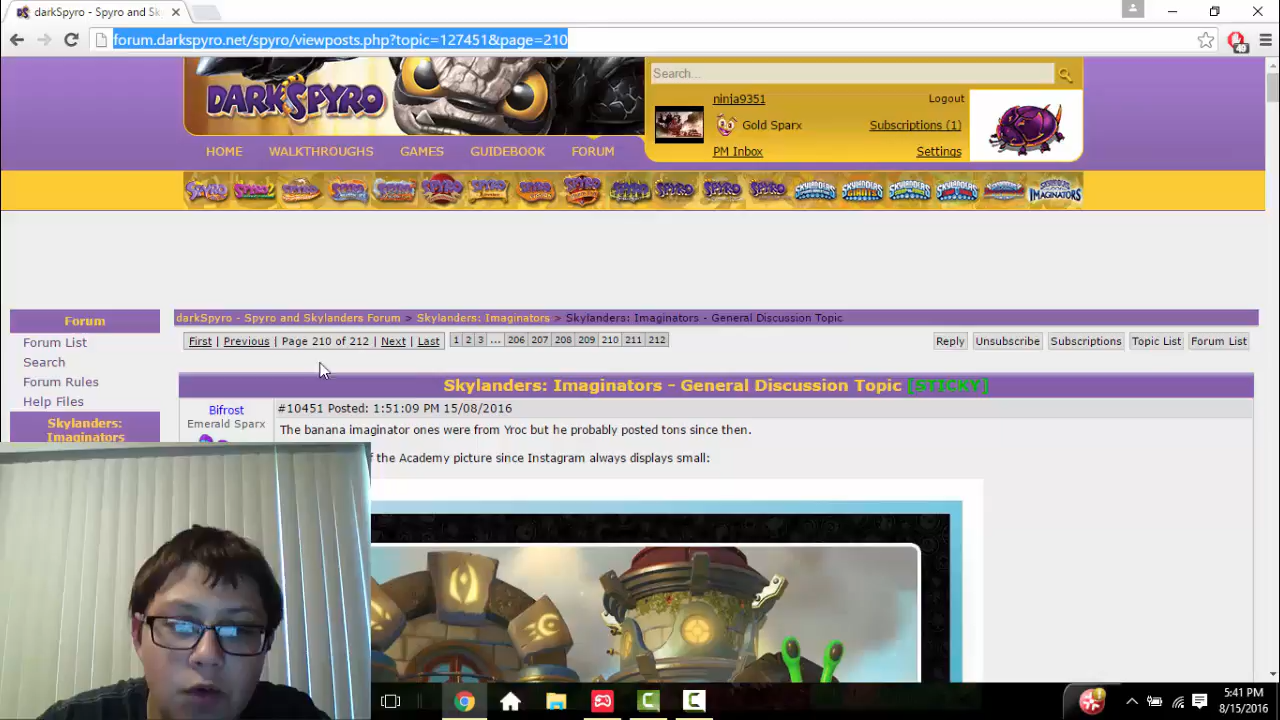 darkSpyro - Spyro and Sk
forum.darkspyro.net/spyro/viewposts.php?topic=127451&page=210
49
DARKSPYRO
Search...
ninja9351
Logout
Gold Sparx
Subscriptions (1)
PM Inbox
Settings
HOME WALKTHROUGHS GAMES GUIDEBOOK FORUM
Forum
Forum List
Search
Forum Rules
Help Files
Skylanders:
Imaginators
darkSpyro - Spyro and Skylanders Forum > Skylanders: Imaginators > Skylanders: Imaginators - General Discussion Topic
First | Previous | Page 210 of 212 | Next | Last 1 2 3 ... 206 207 208 209 210 211 212
Reply Unsubscribe Subscriptions Topic List Forum List
Skylanders: Imaginators - General Discussion Topic [STICKY]
Bifrost
Emerald Sparx
#10451 Posted: 1:51:09 PM 15/08/2016
The banana imaginator ones were from Yroc but he probably posted tons since then.
f the Academy picture since Instagram always displays small:
5:41 PM
8/15/2016